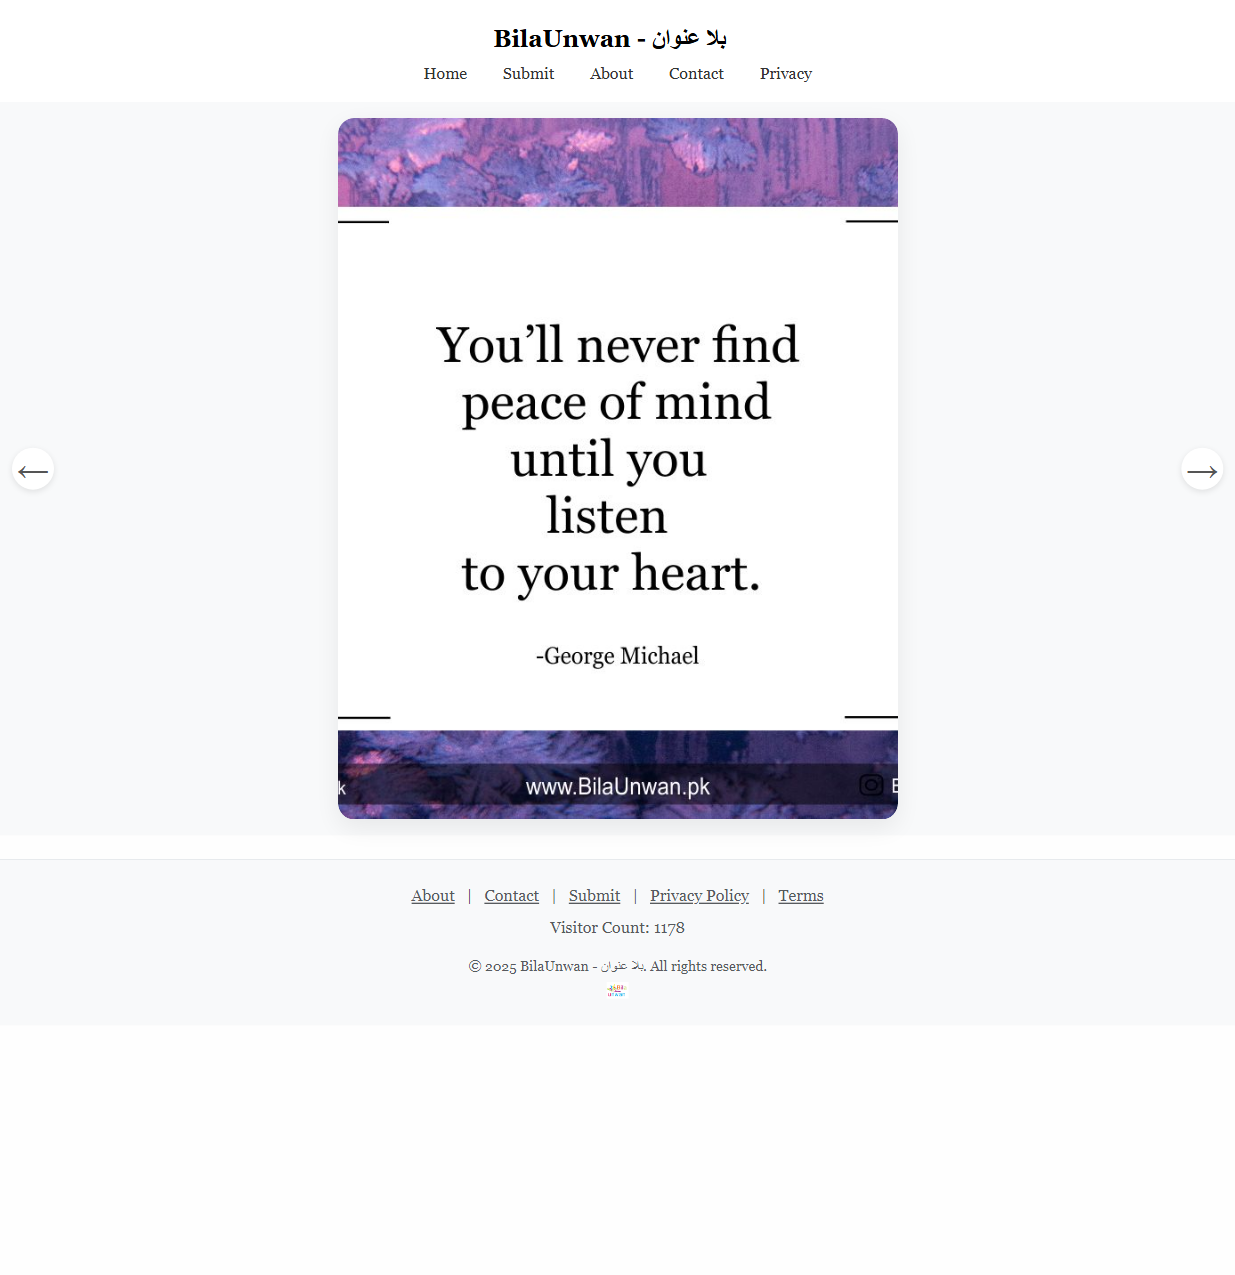 BilaUnwan - بلا عنوان
Home Submit About Contact Privacy
You’ll never find
peace of mind
until you
listen
to your heart.
-George Michael
k www.BilaUnwan.pk
← →
About | Contact | Submit | Privacy Policy | Terms
Visitor Count: 1178
© 2025 BilaUnwan - بلا عنوان. All rights reserved.